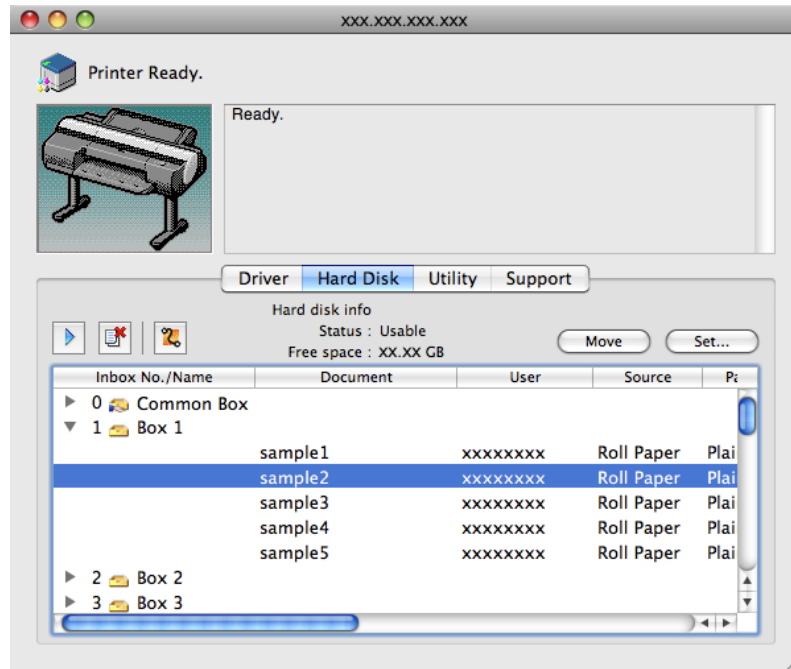 xxx.xxx.xxx.xxx
Printer Ready.
Ready.
Driver Hard Disk Utility Support
Hard disk info
Status : Usable
Free space : XX.XX GB
Move Set...
Inbox No./Name Document User Source Pa
0 Common Box
1 Box 1
sample1 xxxxxxxx Roll Paper Plai
sample2 xxxxxxxx Roll Paper Plai
sample3 xxxxxxxx Roll Paper Plai
sample4 xxxxxxxx Roll Paper Plai
sample5 xxxxxxxx Roll Paper Plai
2 Box 2
3 Box 3